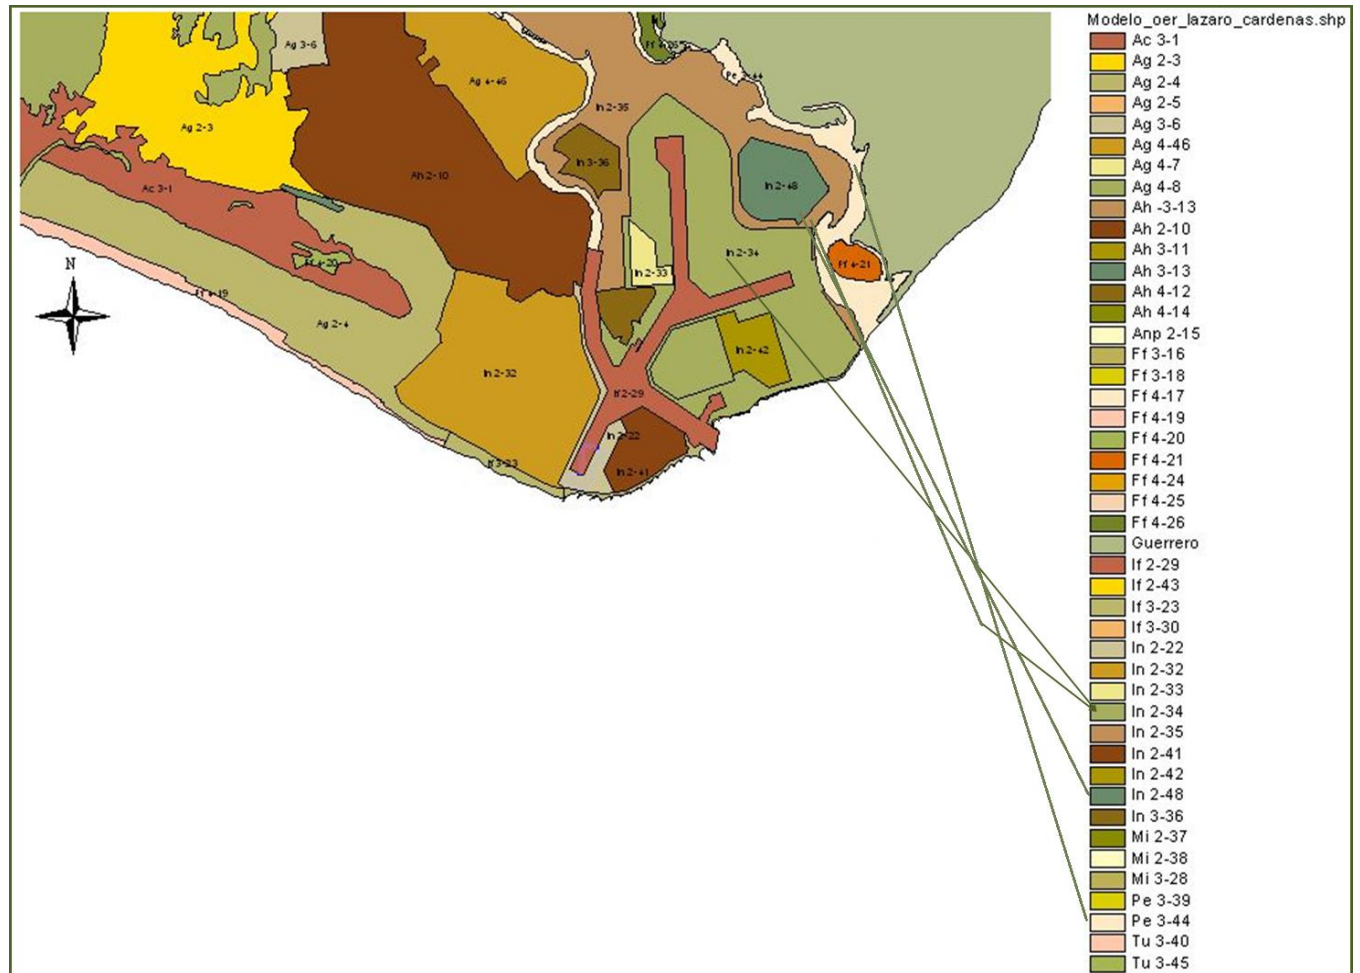 Modelo_oer_lazaro_cardenas.shp
Ac 3-1
Ag 2-3
Ag 2-4
Ag 2-5
Ag 3-6
Ag 4-46
Ag 4-7
Ag 4-8
Ah -3-13
Ah 2-10
Ah 3-11
Ah 3-13
Ah 4-12
Ah 4-14
Anp 2-15
Ff 3-16
Ff 3-18
Ff 4-17
Ff 4-19
Ff 4-20
Ff 4-21
Ff 4-24
Ff 4-25
Ff 4-26
Guerrero
If 2-29
If 2-43
If 3-23
If 3-30
In 2-22
In 2-32
In 2-33
In 2-34
In 2-35
In 2-41
In 2-42
In 2-48
In 3-36
Mi 2-37
Mi 2-38
Mi 3-28
Pe 3-39
Pe 3-44
Tu 3-40
Tu 3-45
Ag 3-6
Ag 4-46
In 2-35
Ag 2-3
In 3-36
Ah 2-10
Ac 3-1
In 2-48
In 2-34
Ff 4-20
Ff 4-21
In 2-33
N
Ff 4-19
Ag 2-4
In 2-42
In 2-32
If 2-29
In 2-22
If 3-23
In 2-41